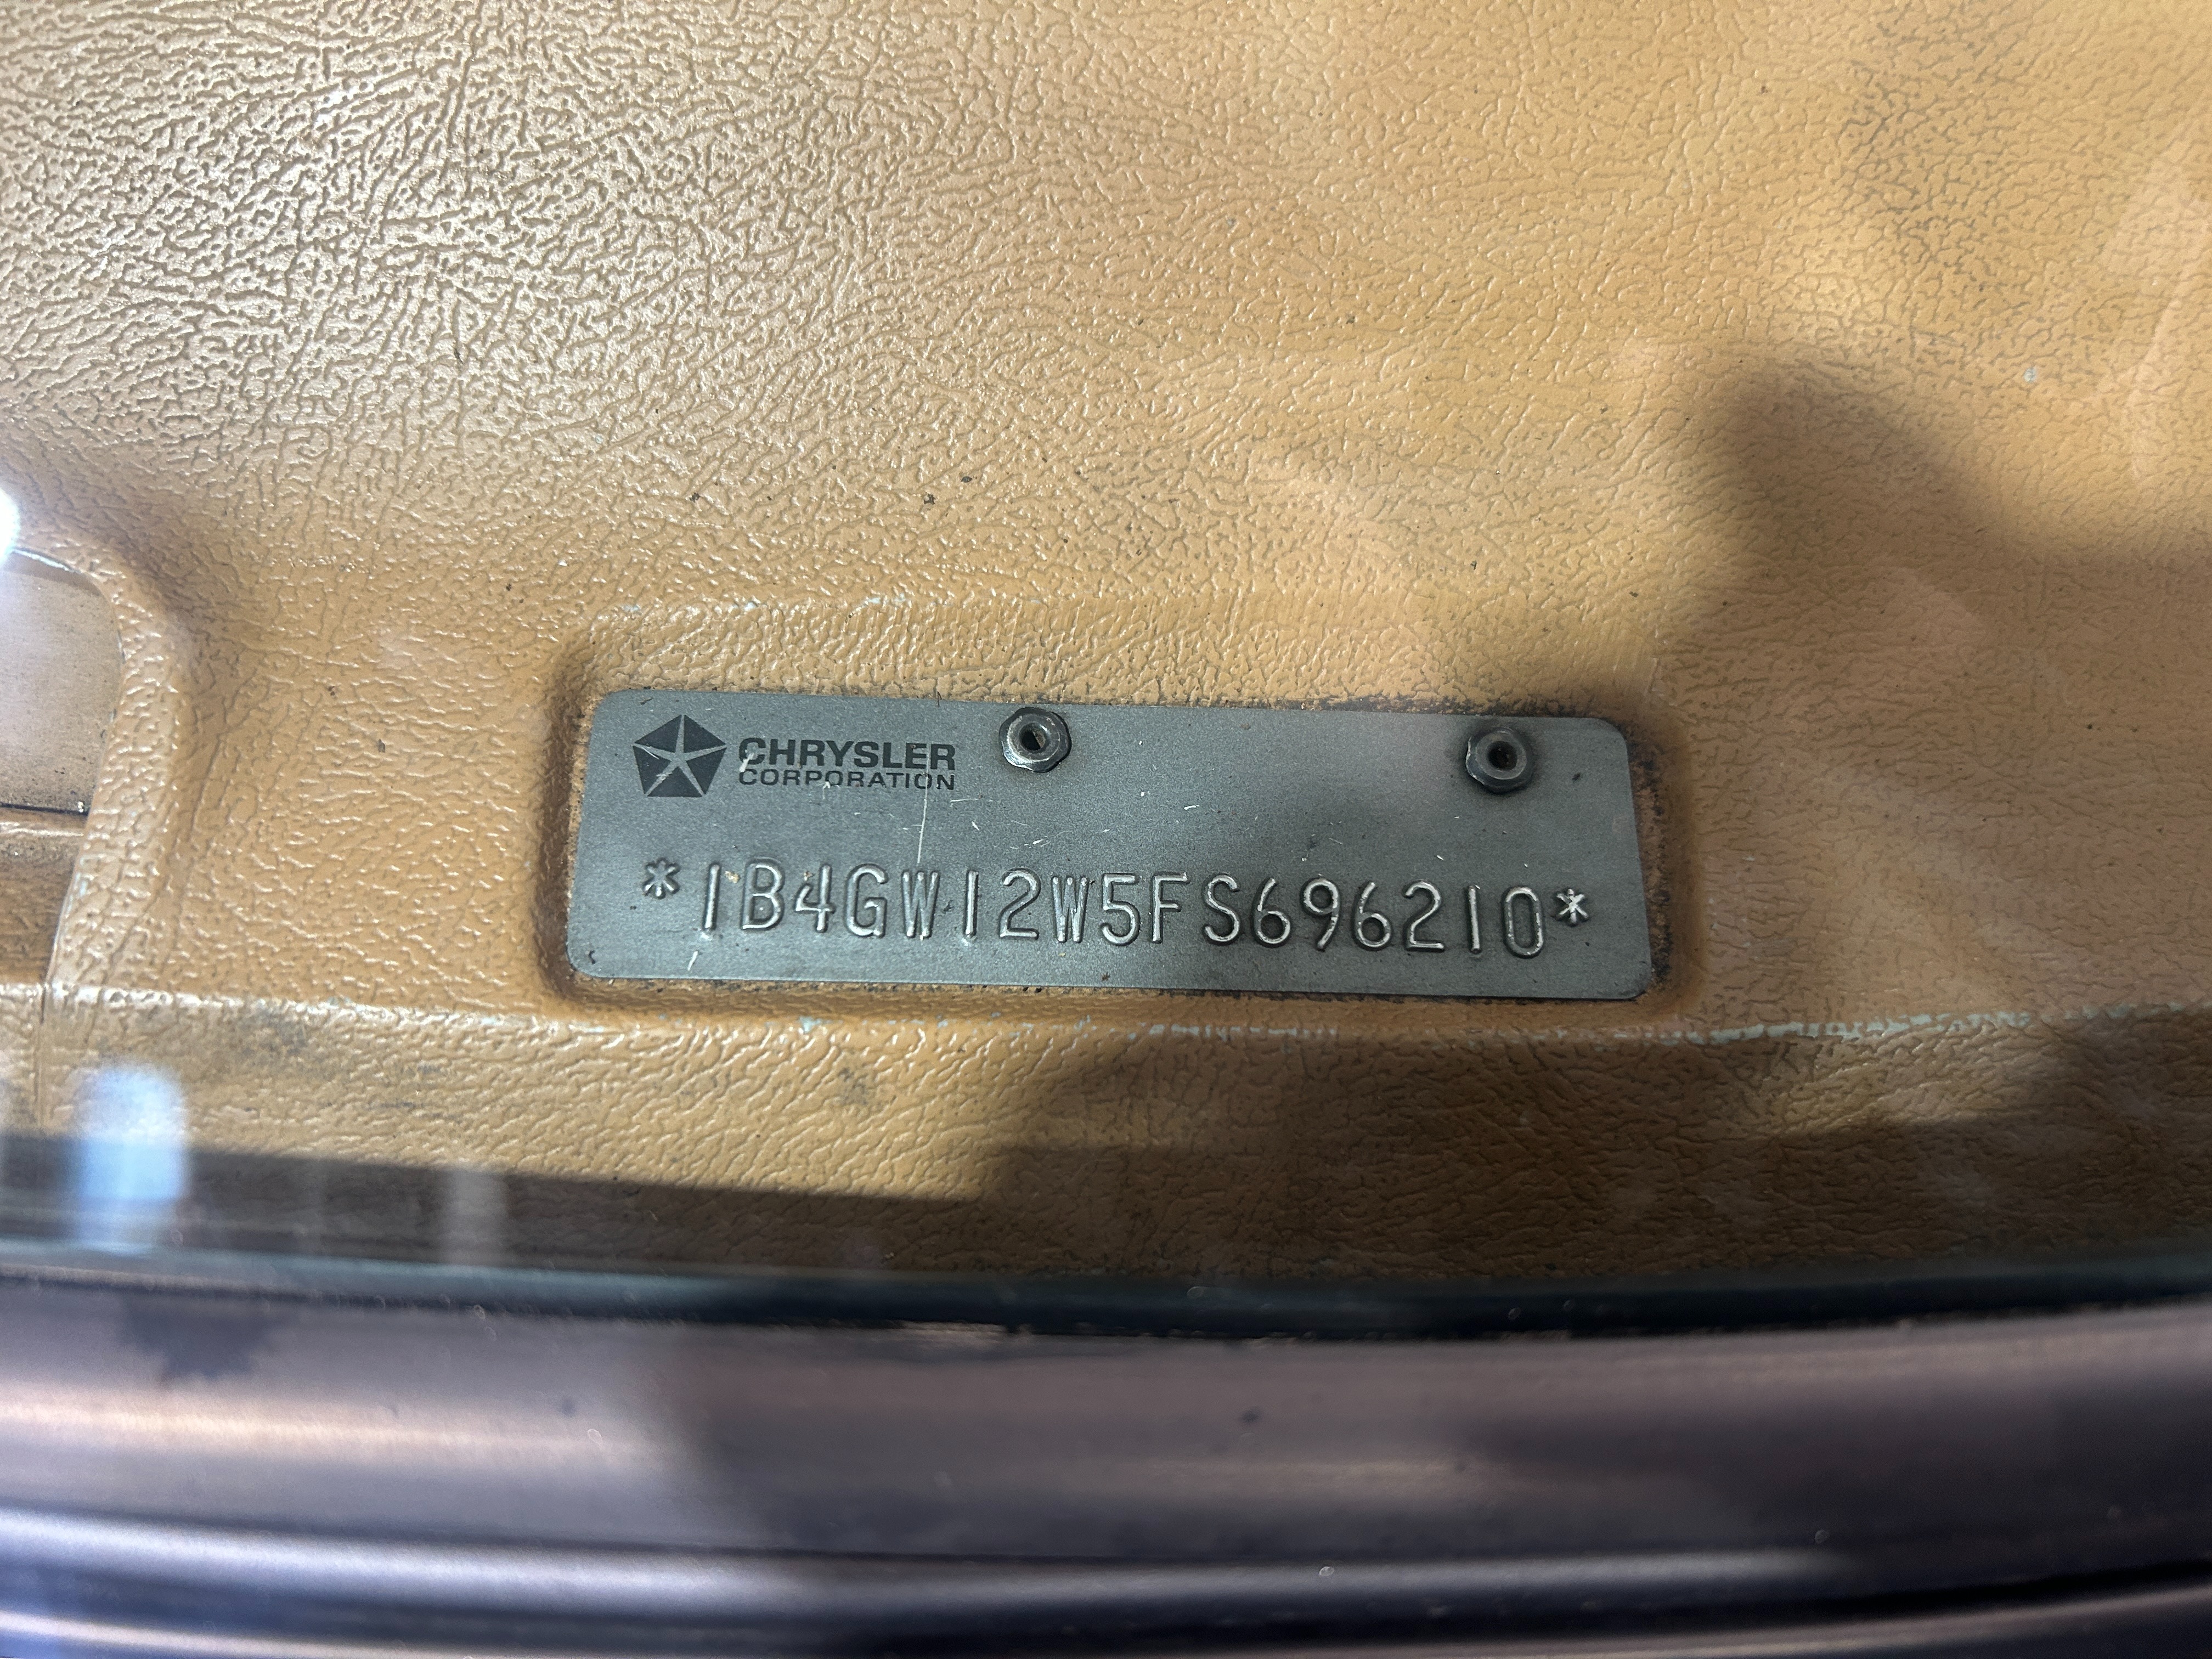 CHRYSLER
CORPORATION
*1B4GW12W5FS696210*